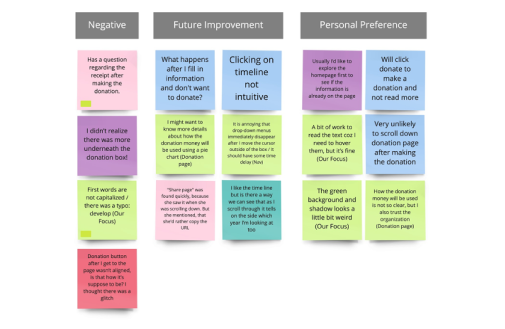 Negative
Future Improvement
Personal Preference
Has a question
regarding the
receipt after
making the
donation.
What happens
after I fill in
information
and don't want
to donate?
Clicking on
timeline
not
intuitive
Usually I'd like to
explore the
homepage first to
see if the
information is
already on the page
Will click
donate to
make a
donation and
not read more
I didn't realize
there was more
underneath the
donation box!
I might want to
know more details
about how the
donation money will
be used using a pie
chart (Donation
page)
It is annoying that
drop-down menus
immediately disappear
after I move the cursor
outside of the box / it
should have some time
delay (Nav)
A bit of work to
read the text coz I
need to hover
them, but it's fine
(Our Focus)
Very unlikely
to scroll down
donation page
after making
the donation
First words are
not capitalized /
there was a typo:
develop (Our
Focus)
"Share page" was
found quickly, because
she saw it when she
was scrolling down. But
she mentioned, that
she'd rather copy the
URL
I like the time line
but is there a way
we can see that as I
scroll through it tells
on the side which
year I'm looking at
too
The green
background and
shadow looks a
little bit weird (Our
Focus)
How the donation
money will be used
is not so clear, but I
also trust the
organization
(Donation page)
Donation button
after I get to the
page wasn't aligned,
is that how it's
suppose to be? I
thought there was a
glitch